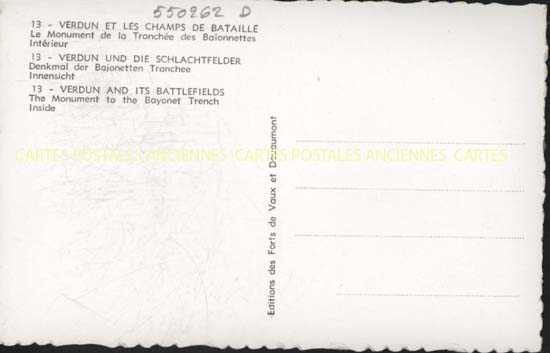 550262 D
13 - VERDUN ET LES CHAMPS DE BATAILLE
Le Monument de la Tranchée des Baïonnettes
Intérieur
13 - VERDUN UND DIE SCHLACHTFELDER
Denkmal der Bajonetten Tranchee
Innensicht
13 - VERDUN AND ITS BATTLEFIELDS
The Monument to the Bayonet Trench
Inside
CARTES POSTALES ANCIENNES CARTES POSTALES ANCIENNES CARTES
Editions des Forts de Vaux et Douaumont